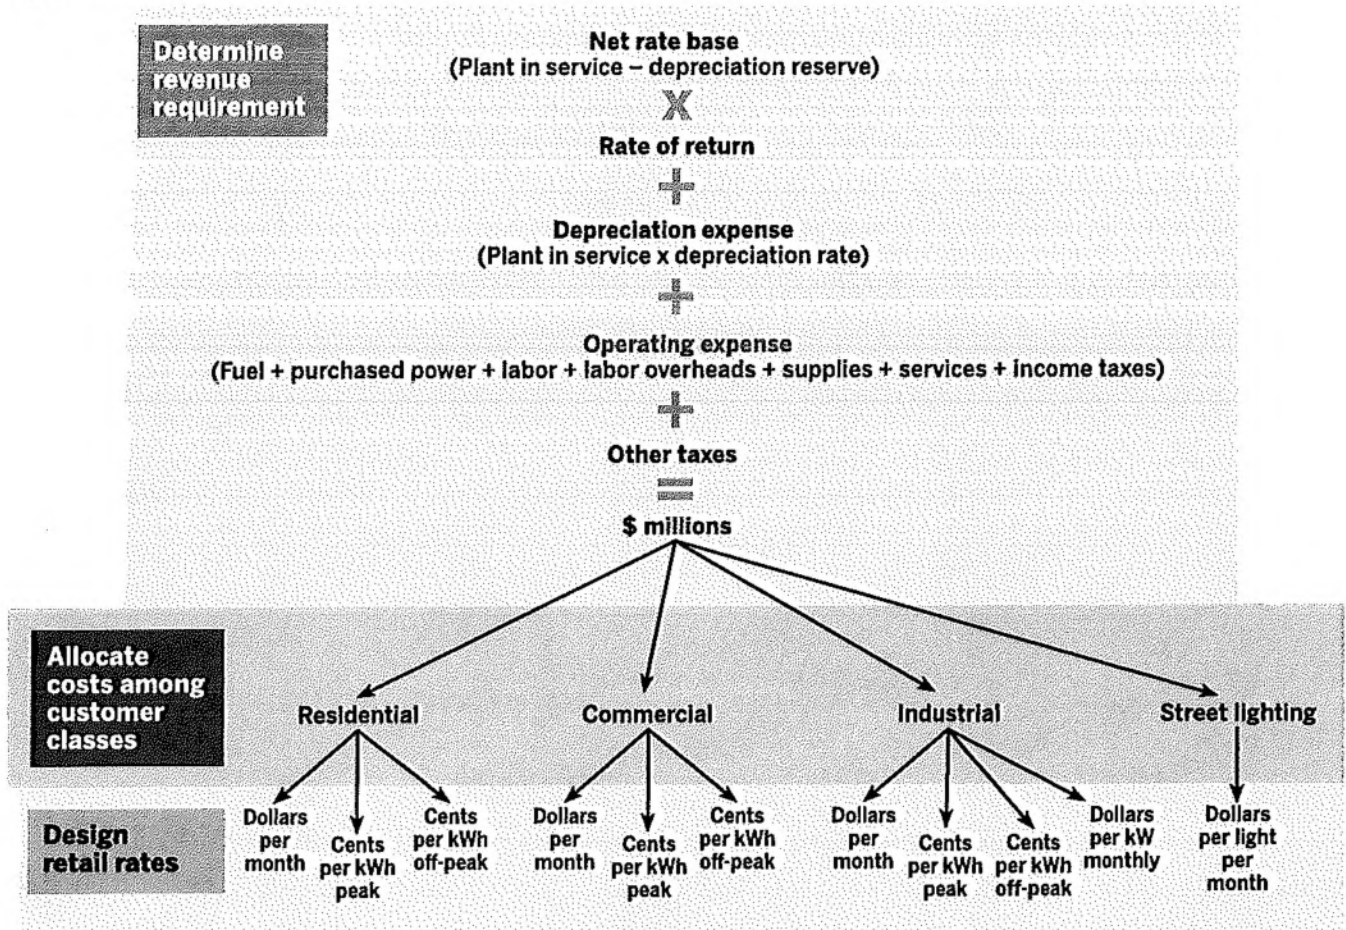 Determine
revenue
requirement
Net rate base
(Plant in service – depreciation reserve)
X
Rate of return
+
Depreciation expense
(Plant in service x depreciation rate)
+
Operating expense
(Fuel + purchased power + labor + labor overheads + supplies + services + income taxes)
+
Other taxes
=
$ millions
Allocate
costs among
customer
classes
Residential
Commercial
Industrial
Street lighting
Design
retail rates
Dollars
per
month
Cents
per kWh
peak
Cents
per kWh
off-peak
Dollars
per
month
Cents
per kWh
peak
Cents
per kWh
off-peak
Dollars
per
month
Cents
per kWh
peak
Cents
per kWh
off-peak
Dollars
per kW
monthly
Dollars
per light
per
month